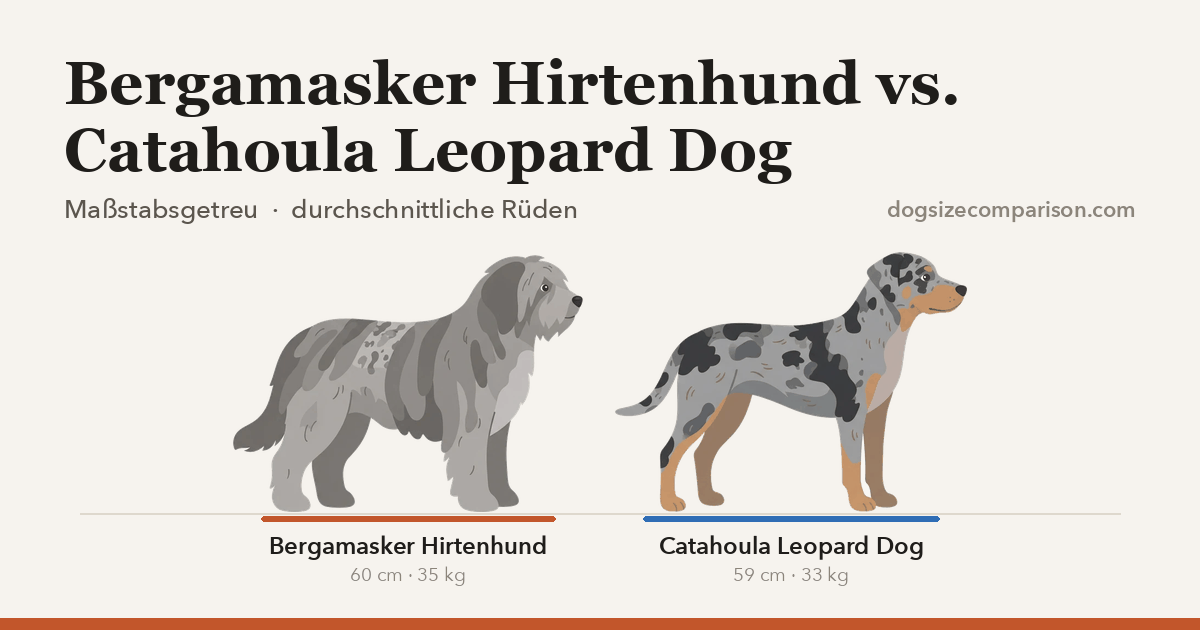 Bergamasker Hirtenhund vs.
Catahoula Leopard Dog
Maßstabsgetreu · durchschnittliche Rüden
dogsizecomparison.com
Bergamasker Hirtenhund
60 cm · 35 kg
Catahoula Leopard Dog
59 cm · 33 kg